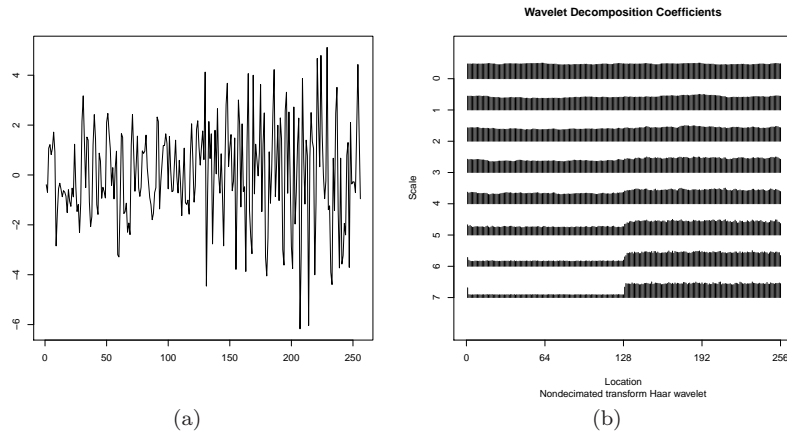 Wavelet Decomposition Coefficients
4
2
0
−2
−4
−6
0 50 100 150 200 250
(a)
Scale
0
1
2
3
4
5
6
7
0 64 128 192 256
Location
Nondecimated transform Haar wavelet
(b)